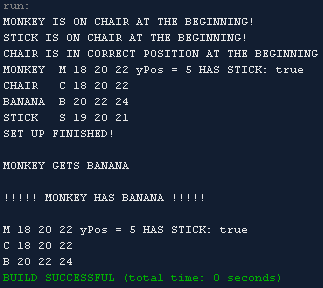 run:
MONKEY IS ON CHAIR AT THE BEGINNING!
STICK IS ON CHAIR AT THE BEGINNING!
CHAIR IS IN CORRECT POSITION AT THE BEGINNING
MONKEY  M 18 20 22 yPos = 5 HAS STICK: true
CHAIR   C 18 20 22
BANANA  B 20 22 24
STICK   S 19 20 21
SET UP FINISHED!

MONKEY GETS BANANA

!!!!! MONKEY HAS BANANA !!!!!

M 18 20 22 yPos = 5 HAS STICK: true
C 18 20 22
B 20 22 24
BUILD SUCCESSFUL (total time: 0 seconds)